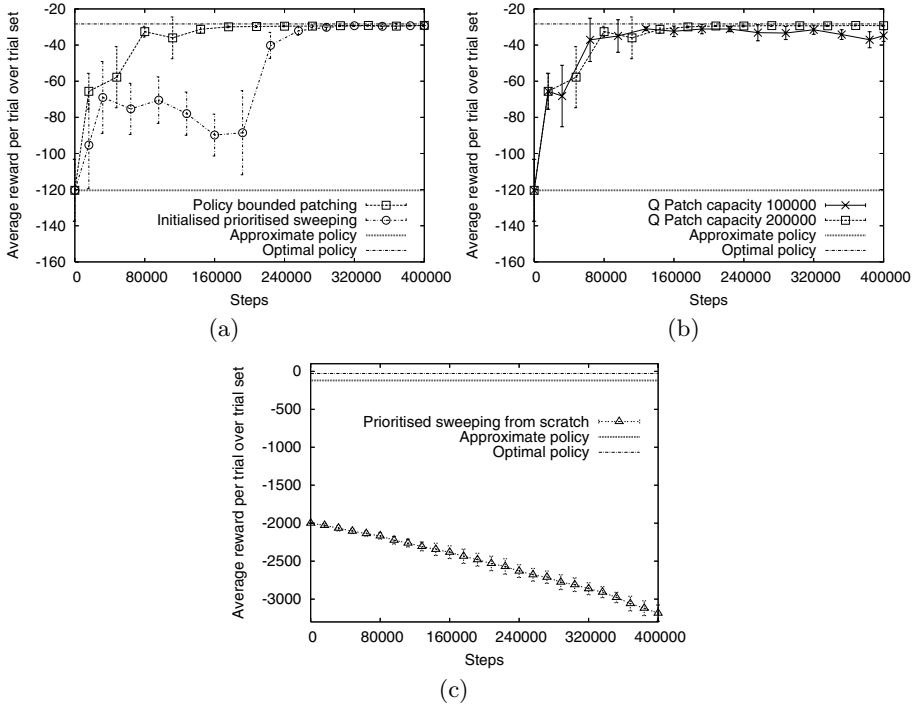 -20
-40
-60
-80
-100
-120
-140
-160
Average reward per trial over trial set
Policy bounded patching
Initialised prioritised sweeping
Approximate policy
Optimal policy
0 80000 160000 240000 320000 400000
Steps
(a)
-20
-40
-60
-80
-100
-120
-140
-160
Average reward per trial over trial set
Q Patch capacity 100000
Q Patch capacity 200000
Approximate policy
Optimal policy
0 80000 160000 240000 320000 400000
Steps
(b)
0
-500
-1000
-1500
-2000
-2500
-3000
Average reward per trial over trial set
Prioritised sweeping from scratch
Approximate policy
Optimal policy
0 80000 160000 240000 320000 400000
Steps
(c)